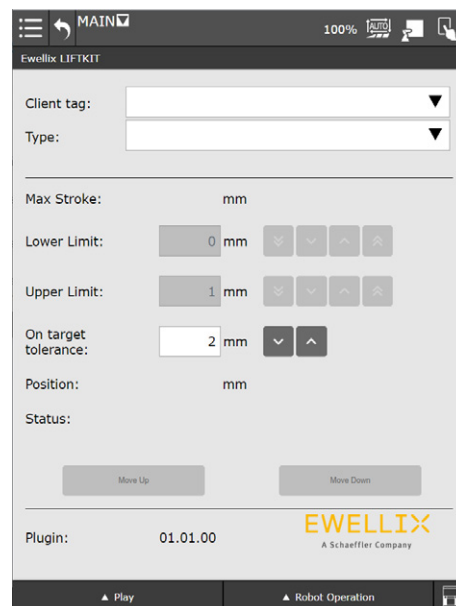 MAIN
100%
AUTO
Ewellix LIFTKIT
Client tag:
Type:
Max Stroke: mm
Lower Limit: 0 mm
Upper Limit: 1 mm
On target
tolerance: 2 mm
Position: mm
Status:
Move Up Move Down
EWELLIX
Plugin: 01.01.00
A Schaeffler Company
▲ Play ▲ Robot Operation